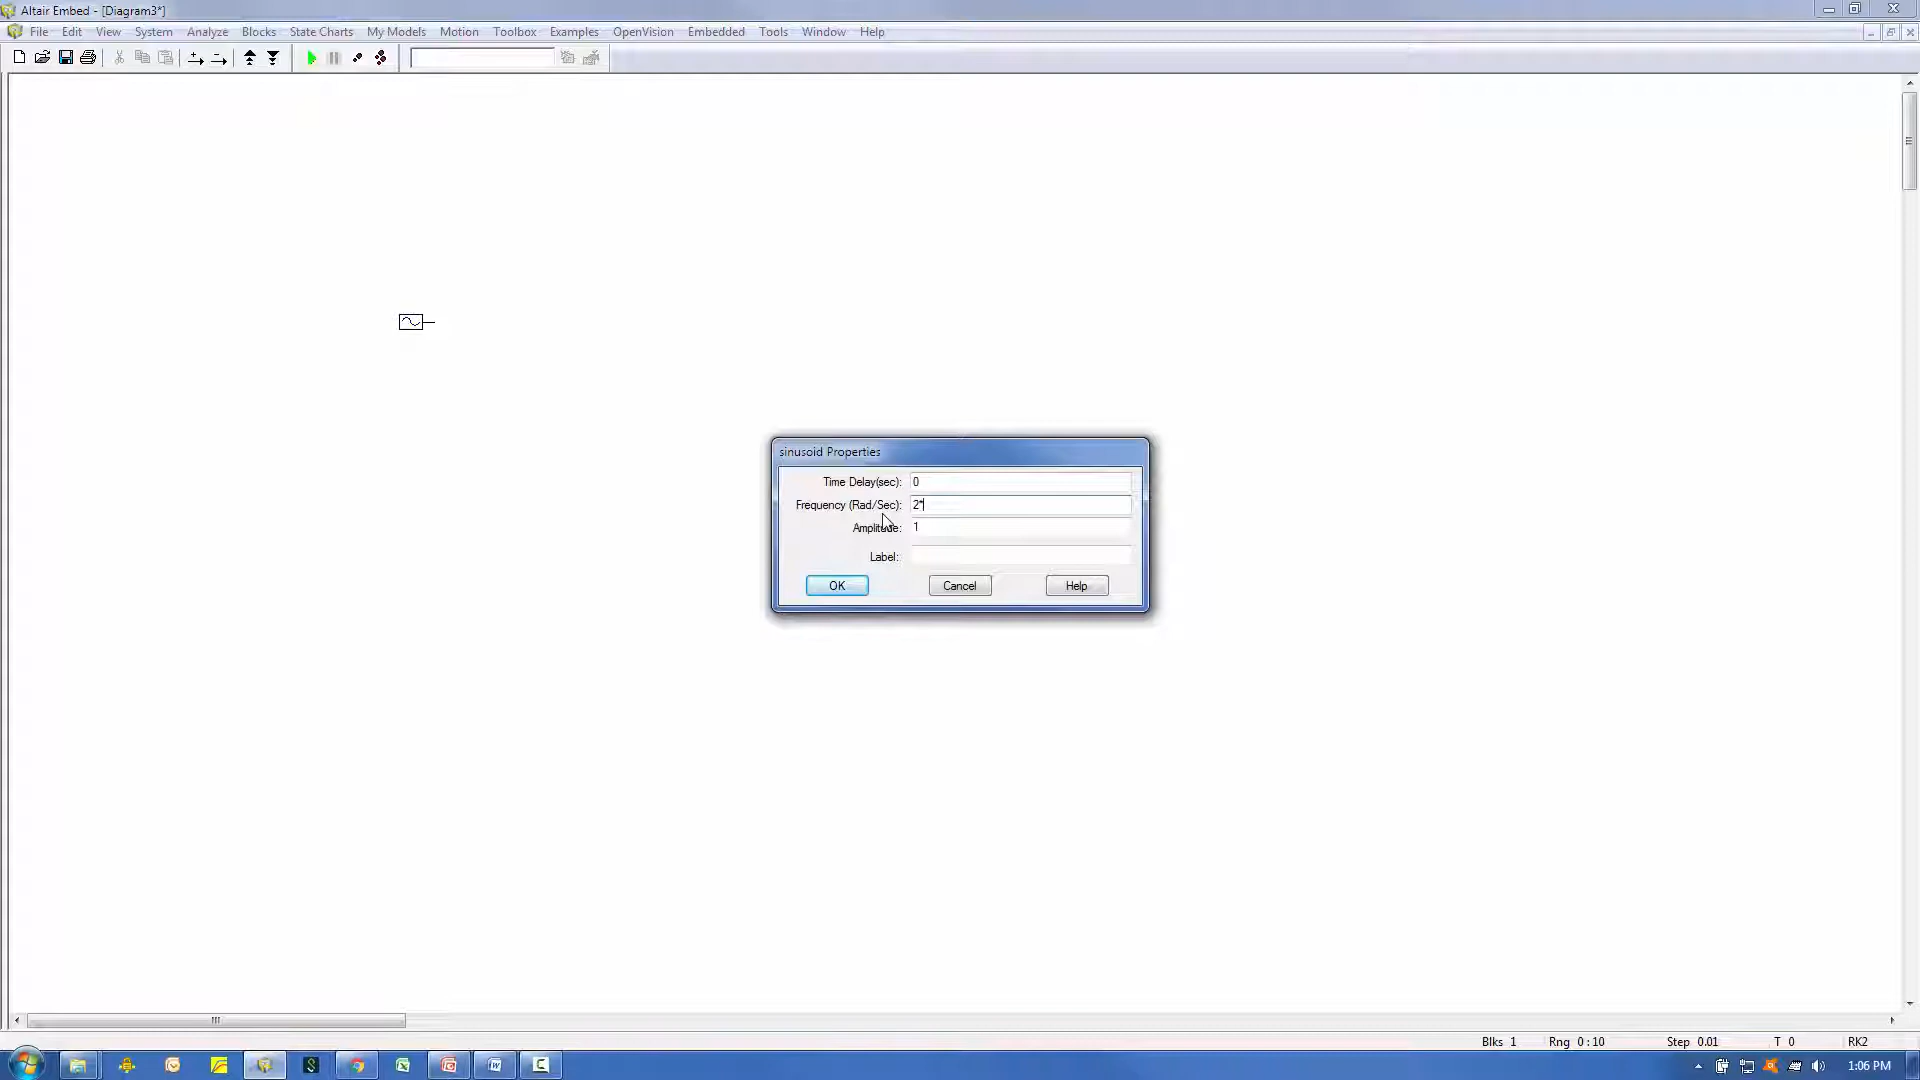 Altair Embed - [Diagram3*]
File Edit View System Analyze Blocks State Charts My Models Motion Toolbox Examples OpenVision Embedded Tools Window Help
sinusoid Properties
Time Delay(sec): 0
Frequency (Rad/Sec): 2*
Amplitude: 1
Label:
OK Cancel Help
Blks 1 Rng 0 : 10 Step 0.01 T 0 RK2
1:06 PM